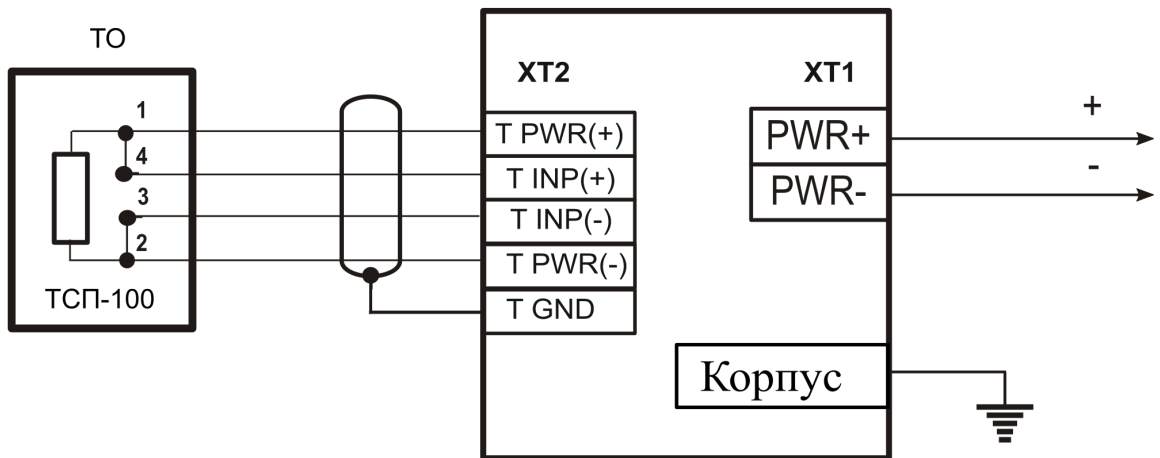 ТО
1
4
3
2
ТСП-100
XT2
T PWR(+)
T INP(+)
T INP(-)
T PWR(-)
T GND
XT1
PWR+
PWR-
+
-
Корпус